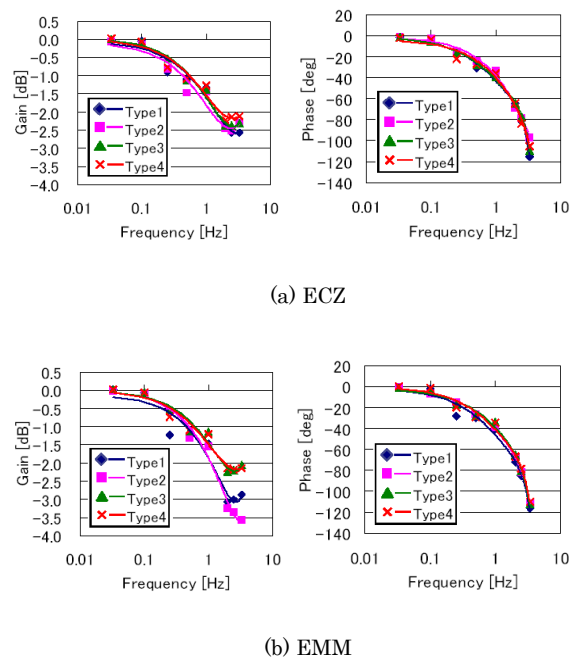 0.5
0.0
−0.5
−1.0
−1.5
−2.0
−2.5
−3.0
−3.5
−4.0
Gain [dB]
Type1
Type2
Type3
Type4
0.01 0.1 1 10
Frequency [Hz]
20
0
−20
−40
−60
−80
−100
−120
−140
Phase [deg]
Type1
Type2
Type3
Type4
0.01 0.1 1 10
Frequency [Hz]
(a) ECZ
0.5
0.0
−0.5
−1.0
−1.5
−2.0
−2.5
−3.0
−3.5
−4.0
Gain [dB]
Type1
Type2
Type3
Type4
0.01 0.1 1 10
Frequency [Hz]
20
0
−20
−40
−60
−80
−100
−120
−140
Phase [deg]
Type1
Type2
Type3
Type4
0.01 0.1 1 10
Frequency [Hz]
(b) EMM